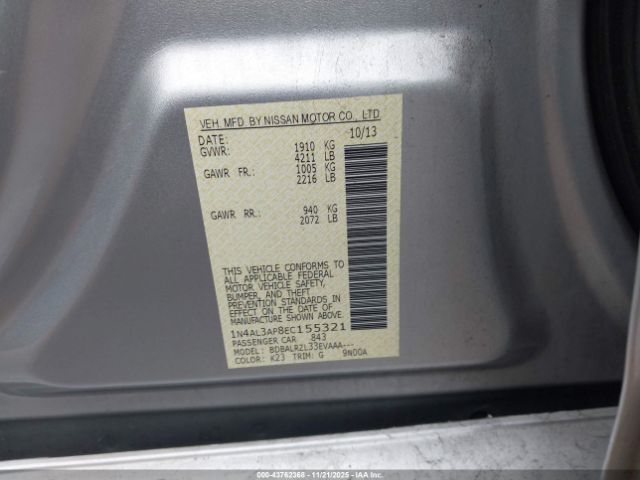 VEH. MFD. BY NISSAN MOTOR CO., LTD
DATE: 10/13
GVWR: 1910 KG
4211 LB
GAWR FR.: 1005 KG
2216 LB
GAWR RR.: 940 KG
2072 LB
THIS VEHICLE CONFORMS TO
ALL APPLICABLE FEDERAL
MOTOR VEHICLE SAFETY,
BUMPER, AND THEFT
PREVENTION STANDARDS IN
EFFECT ON THE DATE OF
MANUFACTURE SHOWN ABOVE.
1N4AL3AP8EC155321
PASSENGER CAR 843
MODEL: BDBALRZL33EVAAA---
COLOR: K23 TRIM: G 9N00A
000-43762368 - 11/21/2025 - IAAI.COM